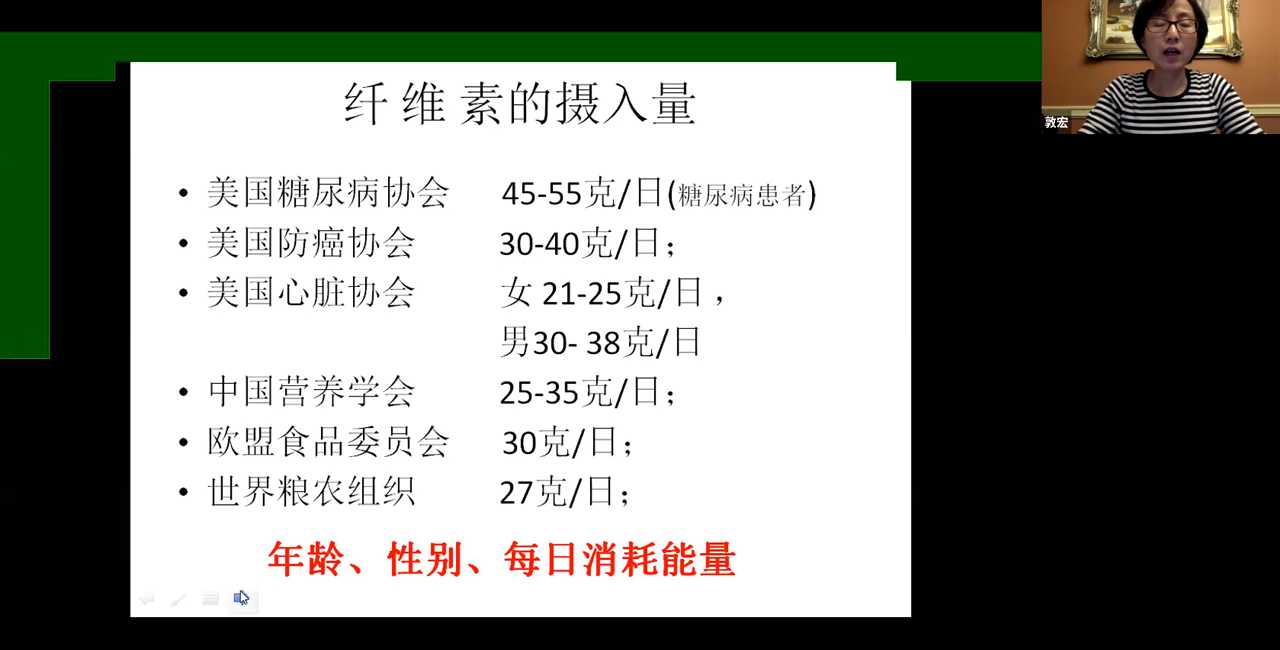 纤维素的摄入量
• 美国糖尿病协会 45-55克/日(糖尿病患者)
• 美国防癌协会 30-40克/日；
• 美国心脏协会 女 21-25克/日，
男30- 38克/日
• 中国营养学会 25-35克/日；
• 欧盟食品委员会 30克/日；
• 世界粮农组织 27克/日；
年龄、性别、每日消耗能量
敦宏